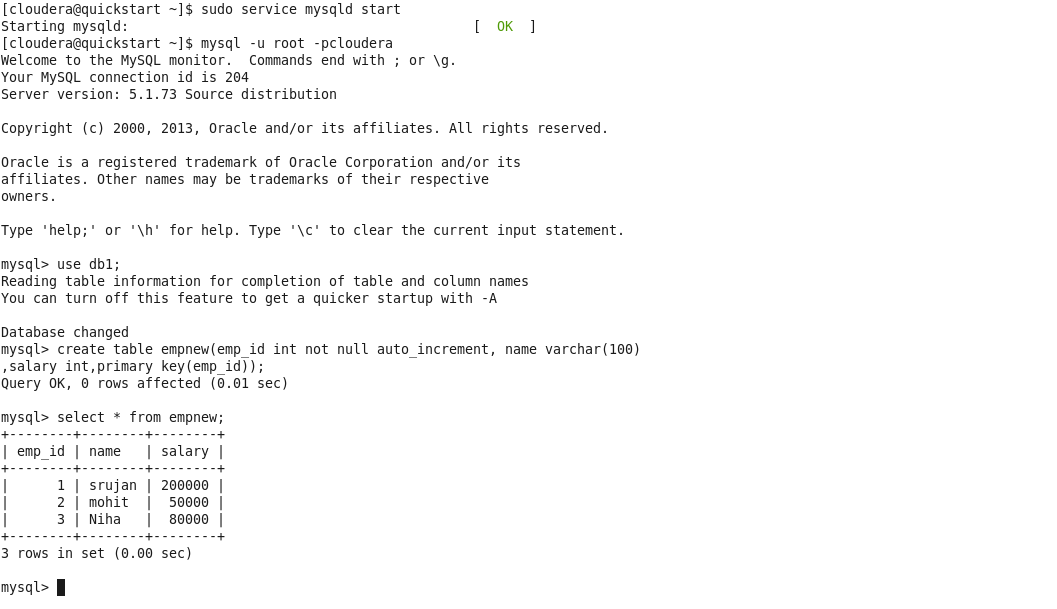 [cloudera@quickstart ~]$ sudo service mysqld start
Starting mysqld:                                           [  OK  ]
[cloudera@quickstart ~]$ mysql -u root -pcloudera
Welcome to the MySQL monitor.  Commands end with ; or \g.
Your MySQL connection id is 204
Server version: 5.1.73 Source distribution

Copyright (c) 2000, 2013, Oracle and/or its affiliates. All rights reserved.

Oracle is a registered trademark of Oracle Corporation and/or its
affiliates. Other names may be trademarks of their respective
owners.

Type 'help;' or '\h' for help. Type '\c' to clear the current input statement.

mysql> use db1;
Reading table information for completion of table and column names
You can turn off this feature to get a quicker startup with -A

Database changed
mysql> create table empnew(emp_id int not null auto_increment, name varchar(100)
,salary int,primary key(emp_id));
Query OK, 0 rows affected (0.01 sec)

mysql> select * from empnew;
+--------+--------+--------+
| emp_id | name   | salary |
+--------+--------+--------+
|      1 | srujan | 200000 |
|      2 | mohit  |  50000 |
|      3 | Niha   |  80000 |
+--------+--------+--------+
3 rows in set (0.00 sec)

mysql>